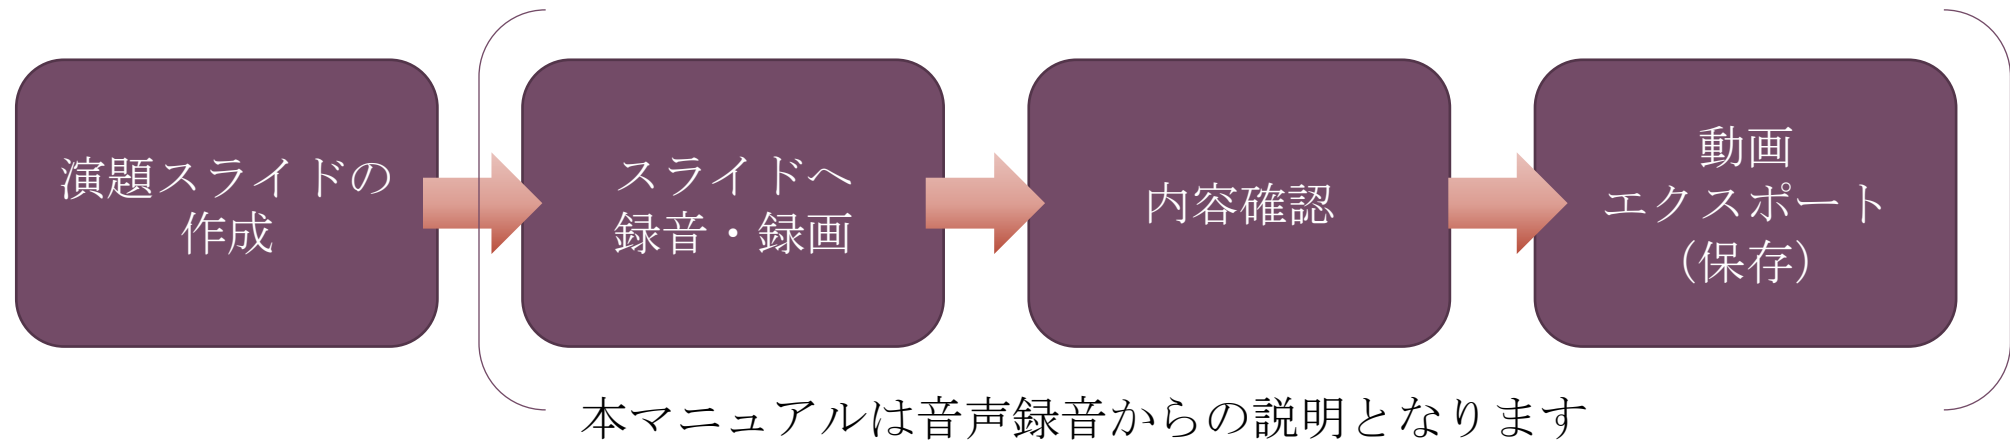 演題スライドの
作成
スライドへ
録音・録画
内容確認
動画
エクスポート
(保存)
本マニュアルは音声録音からの説明となります